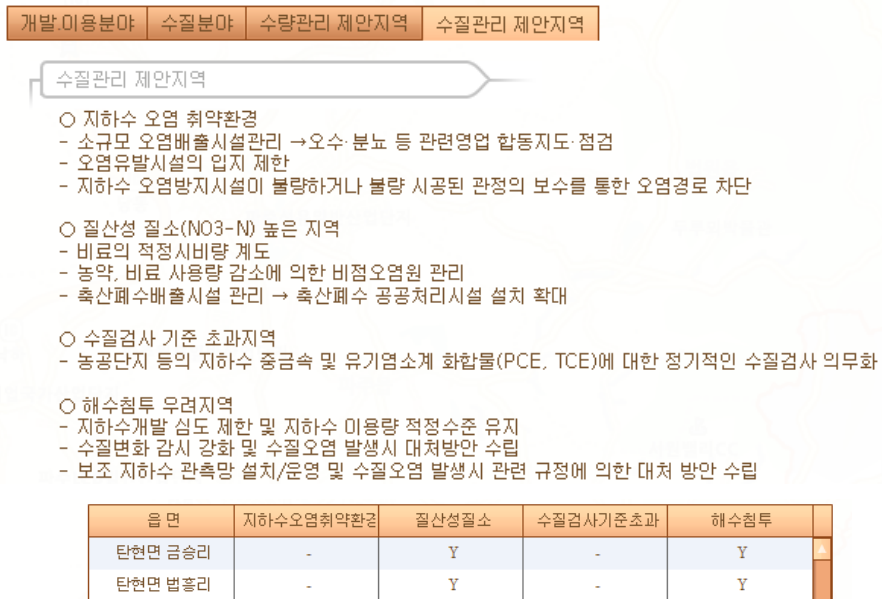 개발.이용분야 수질분야 수량관리 제안지역 수질관리 제안지역
수질관리 제안지역
○ 지하수 오염 취약환경
- 소규모 오염배출시설관리 →오수·분뇨 등 관련영업 합동지도·점검
- 오염유발시설의 입지 제한
- 지하수 오염방지시설이 불량하거나 불량 시공된 관정의 보수를 통한 오염경로 차단
○ 질산성 질소(NO3-N) 높은 지역
- 비료의 적정시비량 계도
- 농약, 비료 사용량 감소에 의한 비점오염원 관리
- 축산폐수배출시설 관리 → 축산폐수 공공처리시설 설치 확대
○ 수질검사 기준 초과지역
- 농공단지 등의 지하수 중금속 및 유기염소계 화합물(PCE, TCE)에 대한 정기적인 수질검사 의무화
○ 해수침투 우려지역
- 지하수개발 심도 제한 및 지하수 이용량 적정수준 유지
- 수질변화 감시 강화 및 수질오염 발생시 대처방안 수립
- 보조 지하수 관측망 설치/운영 및 수질오염 발생시 관련 규정에 의한 대처 방안 수립
읍면 지하수오염취약환경 질산성질소 수질검사기준초과 해수침투
탄현면 금승리 - Y - Y
탄현면 법흥리 - Y - Y